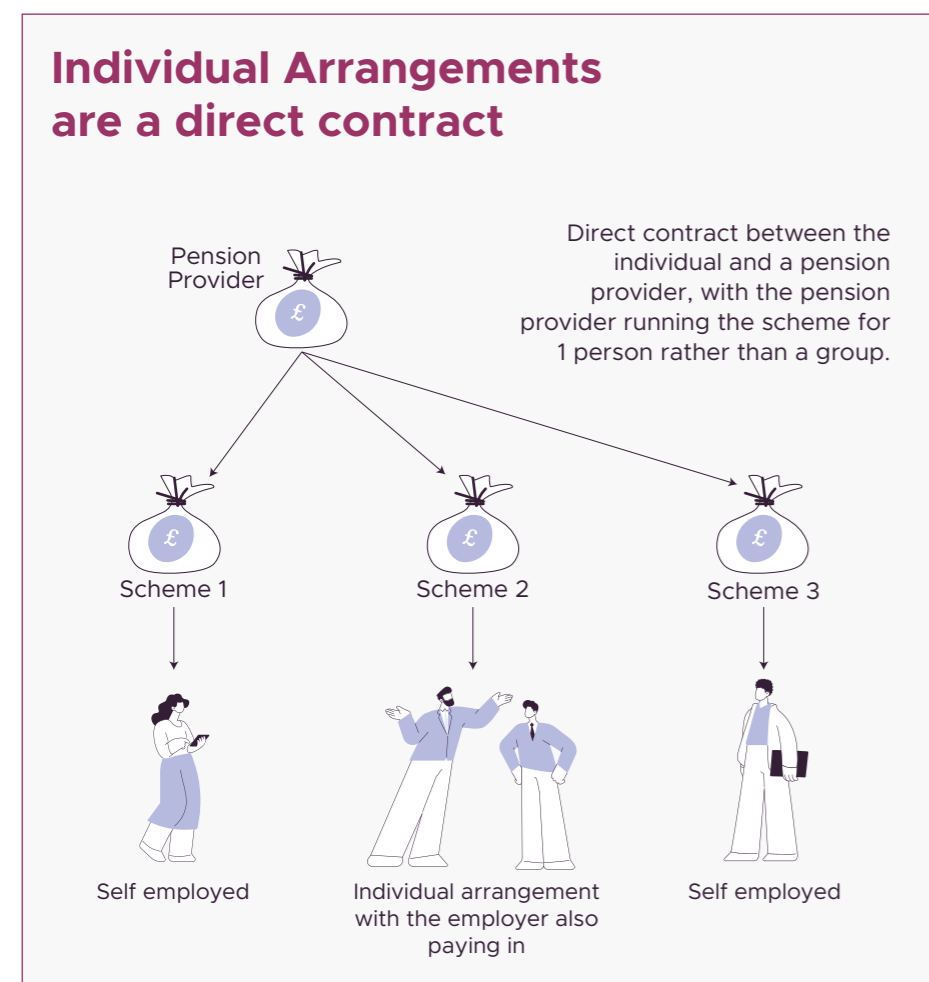 Individual Arrangements
are a direct contract
Pension
Provider
£
Direct contract between the
individual and a pension
provider, with the pension
provider running the scheme for
1 person rather than a group.
£
Scheme 1
£
Scheme 2
£
Scheme 3
Self employed
Individual arrangement
with the employer also
paying in
Self employed